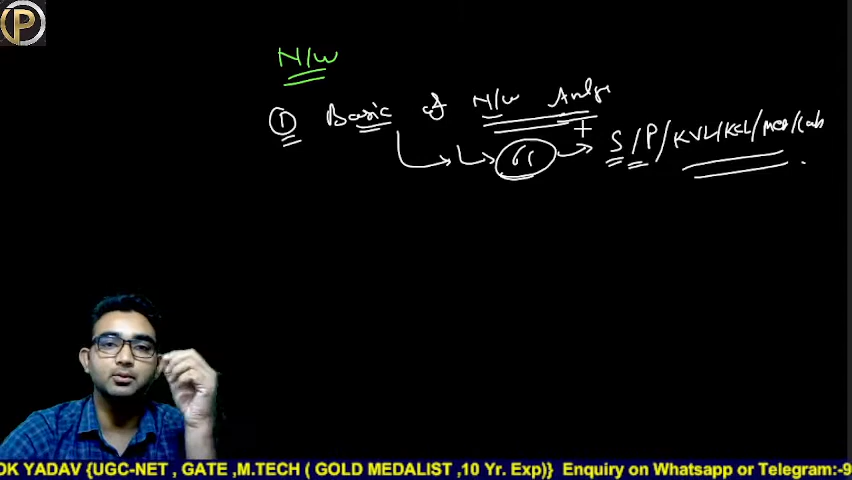 N/w
① Basic of N/w
S/P/KVL/KCL/
P
OK YADAV {UGC-NET , GATE ,M.TECH ( GOLD MEDALIST ,10 Yr. Exp)}  Enquiry on Whatsapp or Telegram:-9